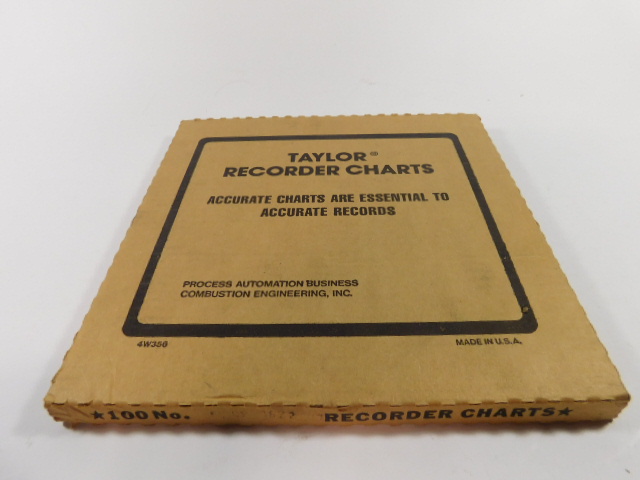 TAYLOR®
RECORDER CHARTS
ACCURATE CHARTS ARE ESSENTIAL TO
ACCURATE RECORDS
PROCESS AUTOMATION BUSINESS
COMBUSTION ENGINEERING, INC.
4W350
MADE IN U.S.A.
★100 No. RECORDER CHARTS★